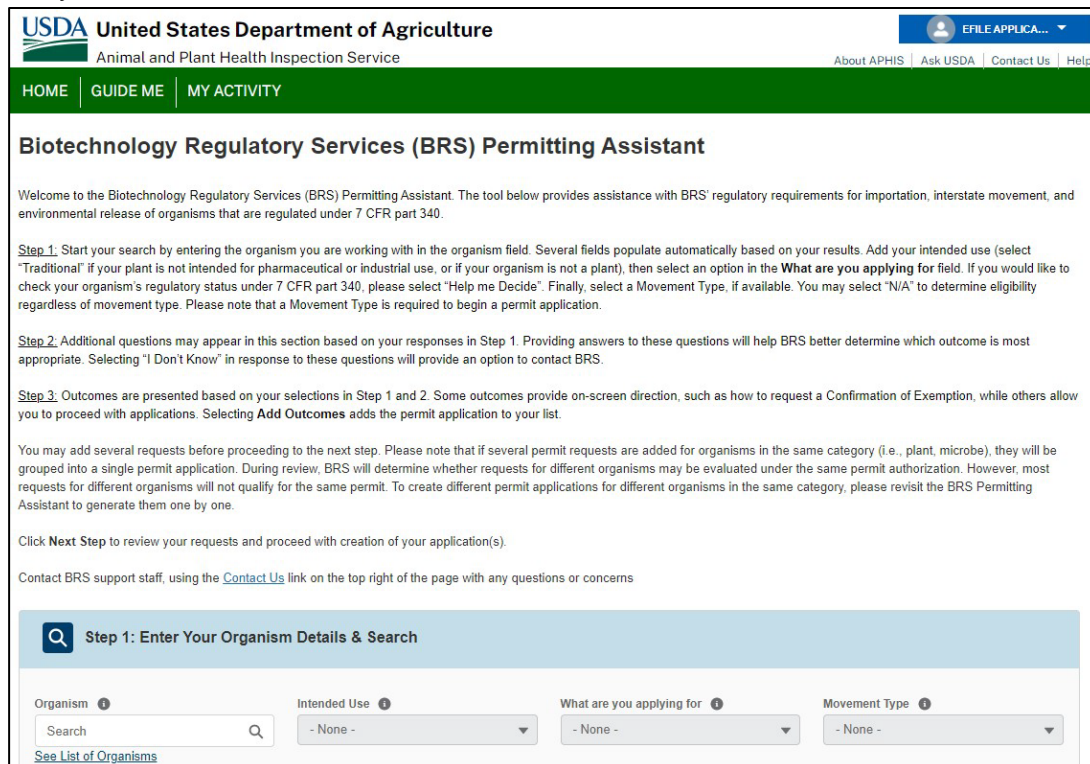 USDA United States Department of Agriculture
Animal and Plant Health Inspection Service
EFILE APPLICA...
About APHIS | Ask USDA | Contact Us | Help
HOME | GUIDE ME | MY ACTIVITY
Biotechnology Regulatory Services (BRS) Permitting Assistant
Welcome to the Biotechnology Regulatory Services (BRS) Permitting Assistant. The tool below provides assistance with BRS' regulatory requirements for importation, interstate movement, and
environmental release of organisms that are regulated under 7 CFR part 340.
Step 1: Start your search by entering the organism you are working with in the organism field. Several fields populate automatically based on your results. Add your intended use (select
“Traditional” if your plant is not intended for pharmaceutical or industrial use, or if your organism is not a plant), then select an option in the What are you applying for field. If you would like to
check your organism’s regulatory status under 7 CFR part 340, please select “Help me Decide”. Finally, select a Movement Type, if available. You may select “N/A” to determine eligibility
regardless of movement type. Please note that a Movement Type is required to begin a permit application.
Step 2: Additional questions may appear in this section based on your responses in Step 1. Providing answers to these questions will help BRS better determine which outcome is most
appropriate. Selecting “I Don’t Know” in response to these questions will provide an option to contact BRS.
Step 3: Outcomes are presented based on your selections in Step 1 and 2. Some outcomes provide on-screen direction, such as how to request a Confirmation of Exemption, while others allow
you to proceed with applications. Selecting Add Outcomes adds the permit application to your list.
You may add several requests before proceeding to the next step. Please note that if several permit requests are added for organisms in the same category (i.e., plant, microbe), they will be
grouped into a single permit application. During review, BRS will determine whether requests for different organisms may be evaluated under the same permit authorization. However, most
requests for different organisms will not qualify for the same permit. To create different permit applications for different organisms in the same category, please revisit the BRS Permitting
Assistant to generate them one by one.
Click Next Step to review your requests and proceed with creation of your application(s).
Contact BRS support staff, using the Contact Us link on the top right of the page with any questions or concerns
Step 1: Enter Your Organism Details & Search
Organism Intended Use What are you applying for Movement Type
Search - None - - None - - None -
See List of Organisms